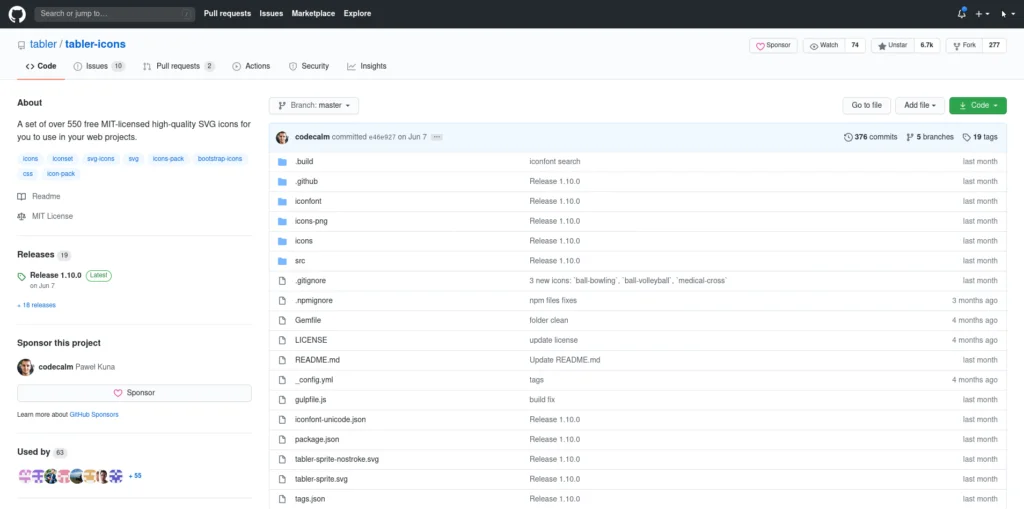 Search or jump to... /
Pull requests Issues Marketplace Explore
tabler / tabler-icons
Sponsor Watch 74 Unstar 6.7k Fork 277
Code Issues 10 Pull requests 2 Actions Security Insights
About
A set of over 550 free MIT-licensed high-quality SVG icons for
you to use in your web projects.
icons iconset svg-icons svg icons-pack bootstrap-icons
css icon-pack
Readme
MIT License
Releases 19
Release 1.10.0 Latest
on Jun 7
+ 18 releases
Sponsor this project
codecalm Paweł Kuna
Sponsor
Learn more about GitHub Sponsors
Used by 63
+ 55
Branch: master Go to file Add file Code
codecalm committed e46e927 on Jun 7 376 commits 5 branches 19 tags
.build iconfont search last month
.github Release 1.10.0 last month
iconfont Release 1.10.0 last month
icons-png Release 1.10.0 last month
icons Release 1.10.0 last month
src Release 1.10.0 last month
.gitignore 3 new icons: `ball-bowling`, `ball-volleyball`, `medical-cross` last month
.npmignore npm files fixes 3 months ago
Gemfile folder clean 4 months ago
LICENSE update license 4 months ago
README.md Update README.md last month
_config.yml tags 4 months ago
gulpfile.js build fix last month
iconfont-unicode.json Release 1.10.0 last month
package.json Release 1.10.0 last month
tabler-sprite-nostroke.svg Release 1.10.0 last month
tabler-sprite.svg Release 1.10.0 last month
tags.json Release 1.10.0 last month